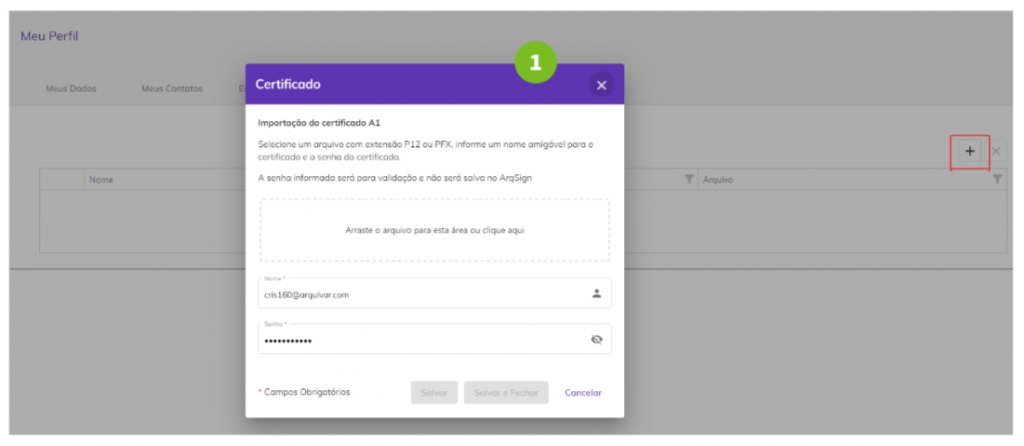 Meu Perfil
1
Certificado
Meus Dados
Meus Contatos
E
Importação do certificado A1
Selecione um arquivo com extensão P12 ou PFX, informe um nome amigável para o
certificado e a senha do certificado.
A senha informada será para validação e não será salva no ArqSign
Nome
Arquivo
Arraste o arquivo para esta área ou clique aqui
Nome *
cris160@arquivar.com
Senha *
•••••••••••
* Campos Obrigatórios
Salvar
Salvar e Fechar
Cancelar